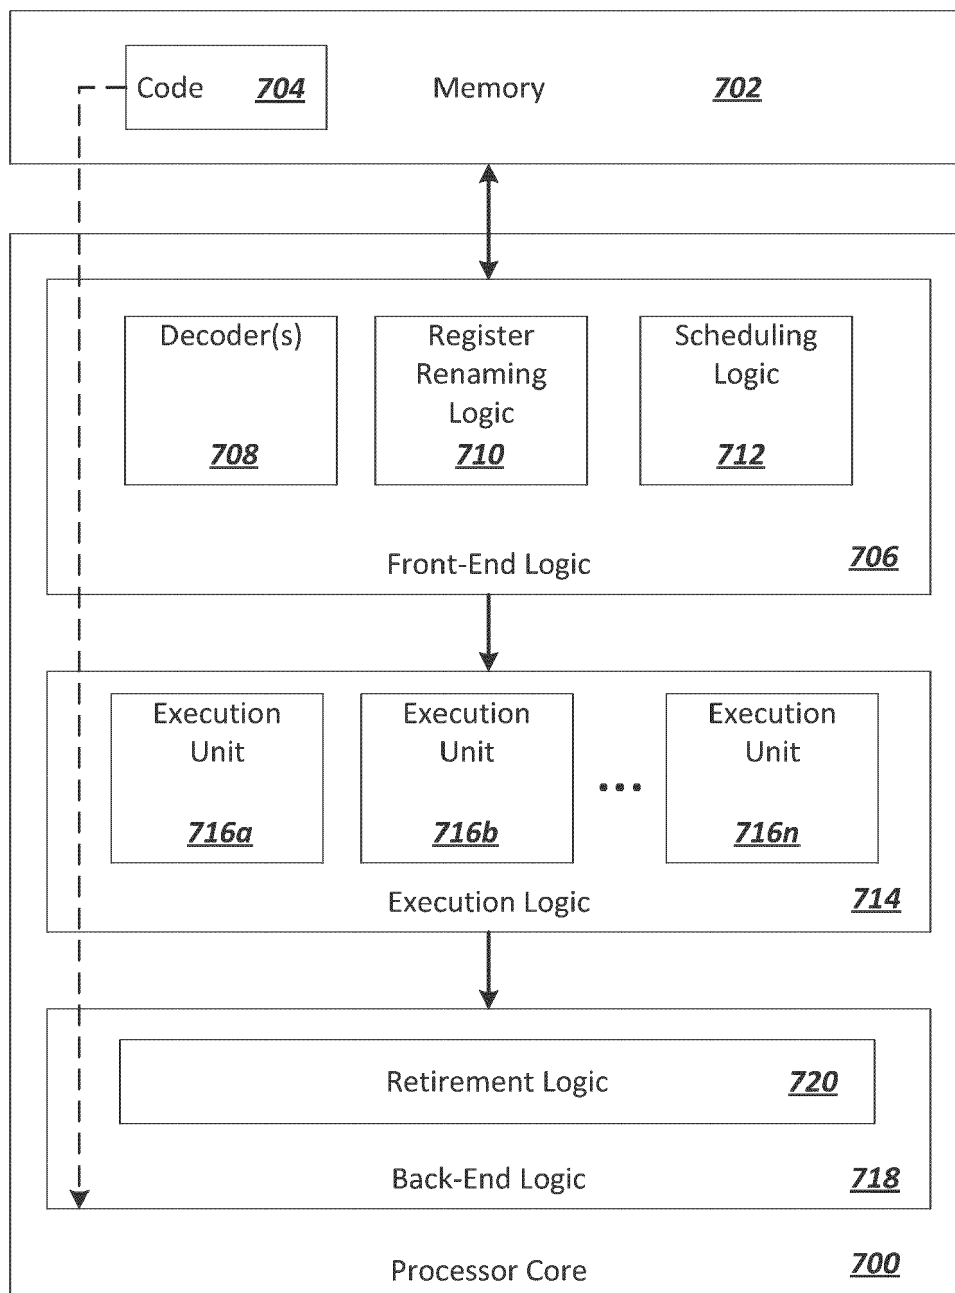 Code 704 Memory 702
Decoder(s) Register Scheduling
Renaming Logic
Logic
708 710 712
Front-End Logic 706
Execution Execution Execution
Unit Unit Unit
...
716a 716b 716n
Execution Logic 714
Retirement Logic 720
Back-End Logic 718
Processor Core 700